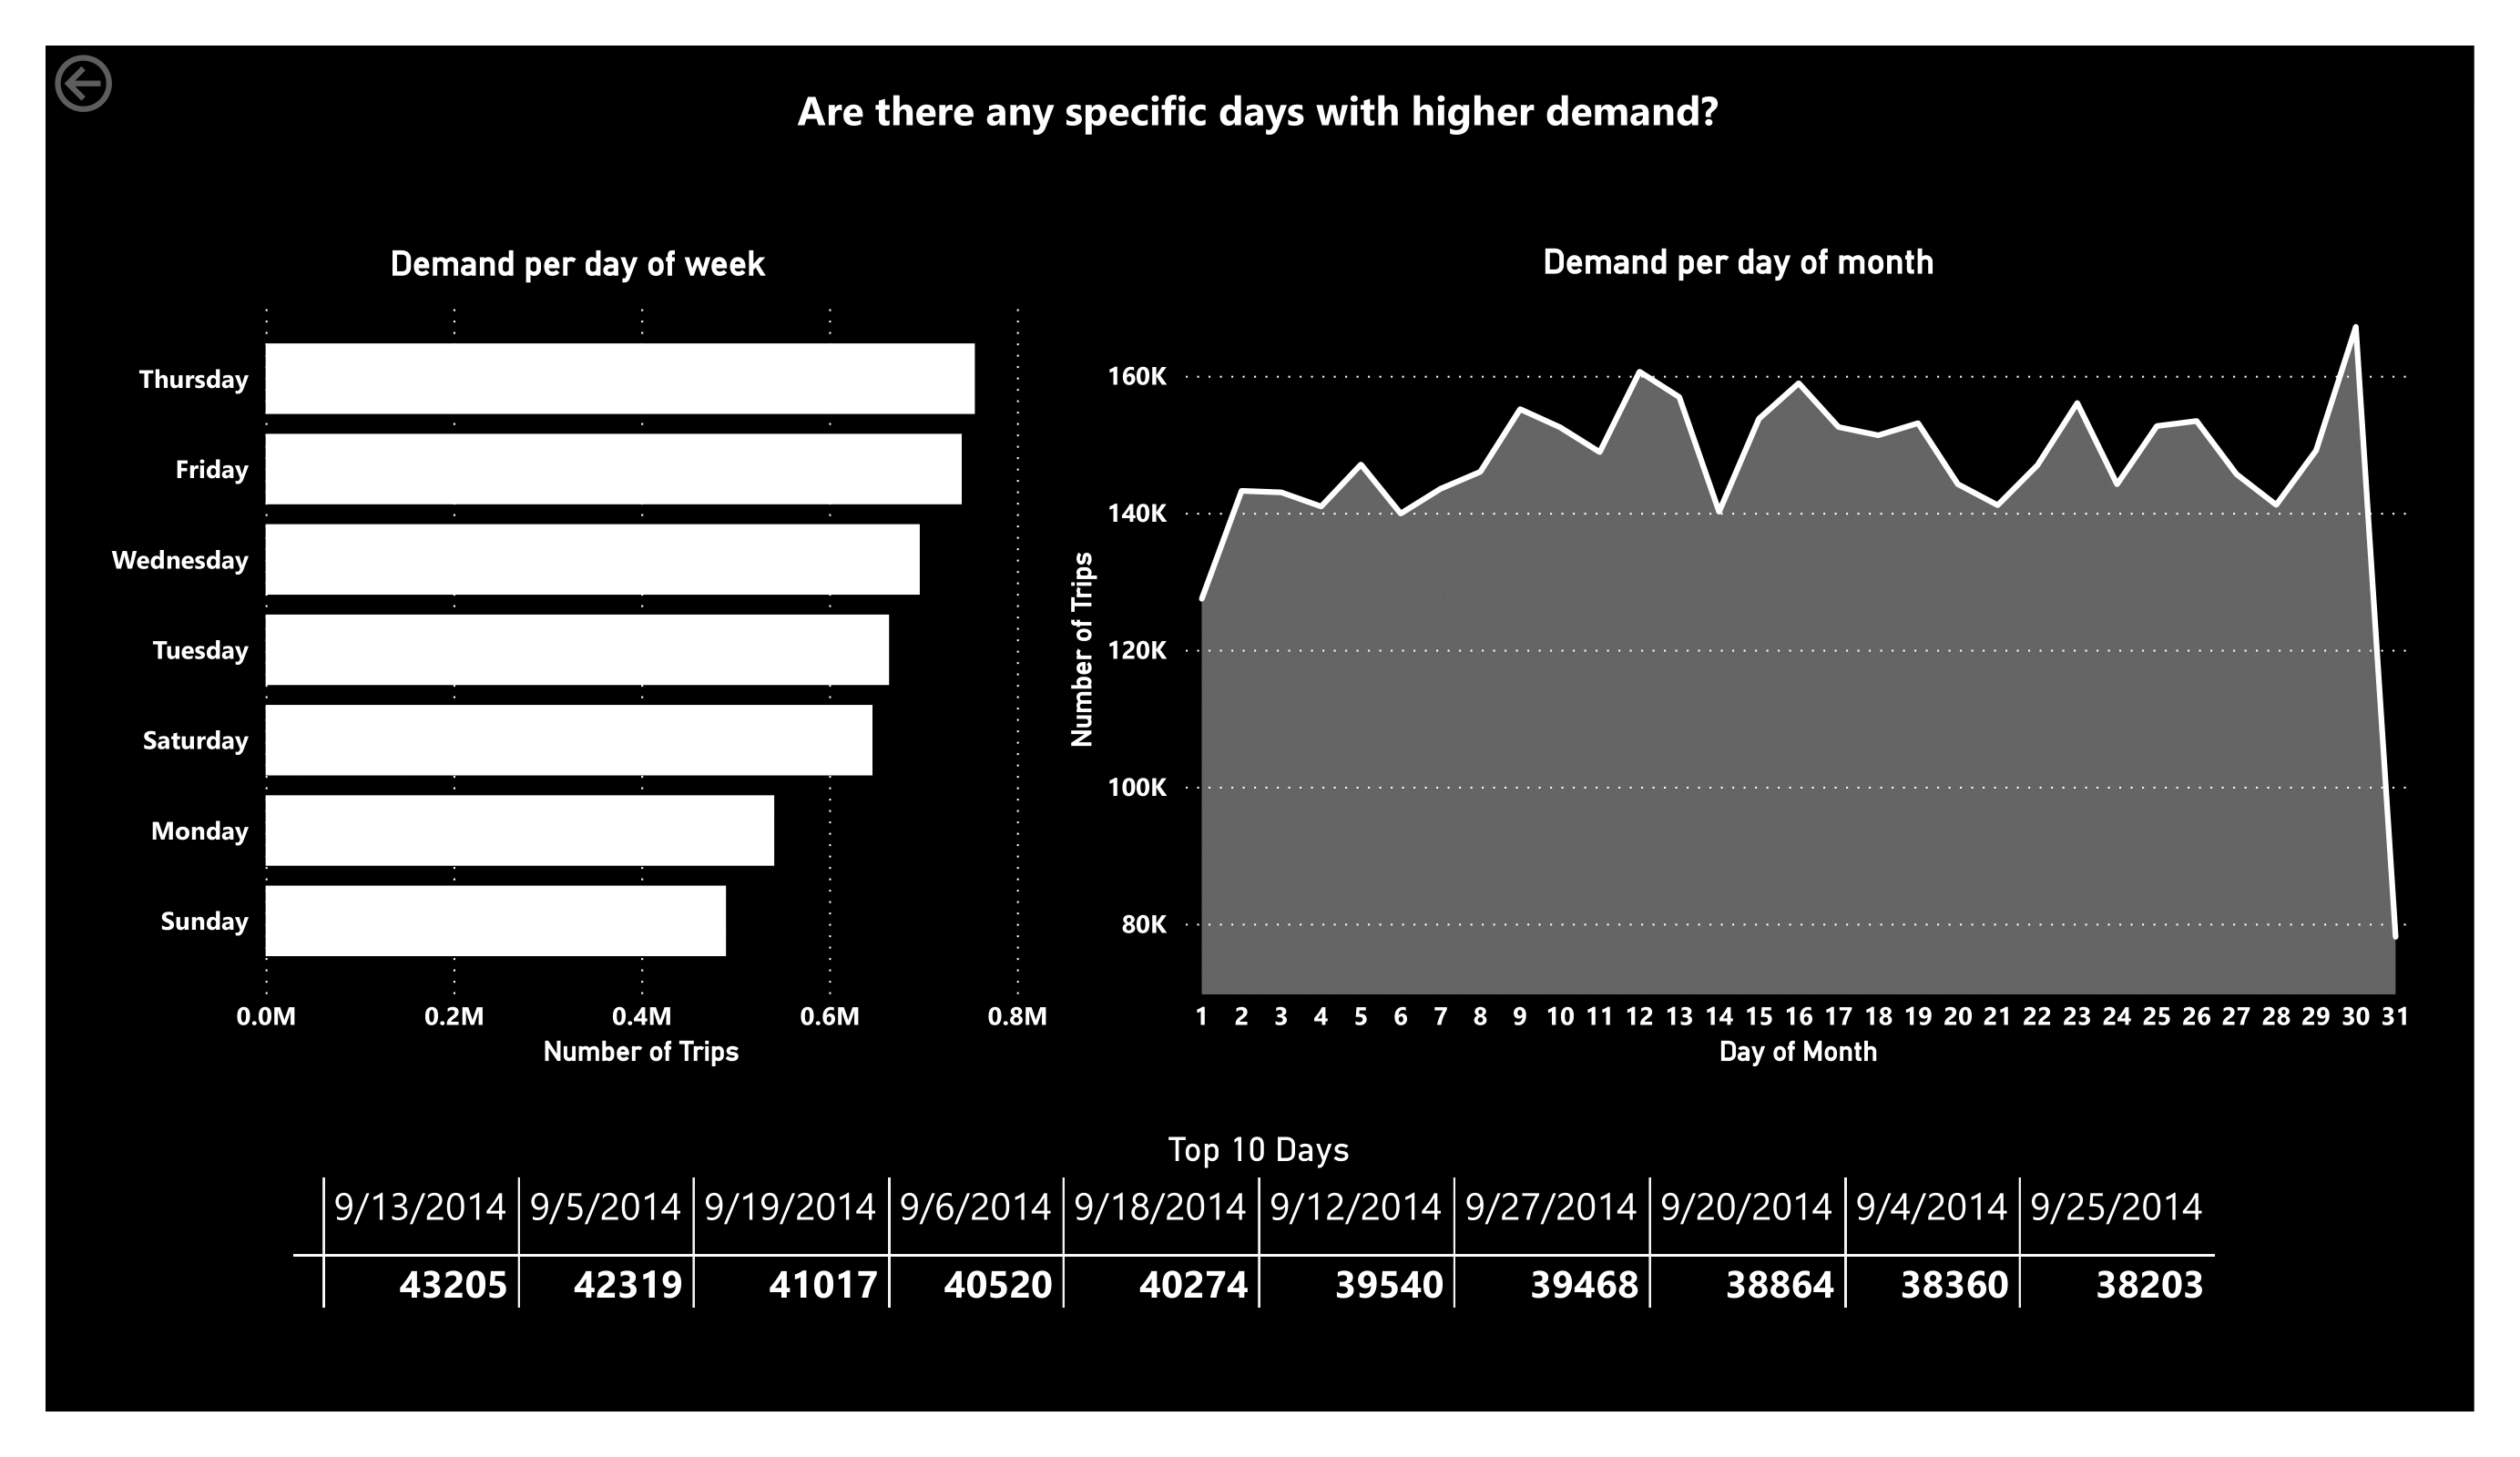 Are there any specific days with higher demand?
Demand per day of week
Thursday
Friday
Wednesday
Tuesday
Saturday
Monday
Sunday
0.0M 0.2M 0.4M 0.6M 0.8M
Number of Trips
Demand per day of month
160K
140K
120K
100K
80K
Number of Trips
1 2 3 4 5 6 7 8 9 10 11 12 13 14 15 16 17 18 19 20 21 22 23 24 25 26 27 28 29 30 31
Day of Month
Top 10 Days
9/13/2014 9/5/2014 9/19/2014 9/6/2014 9/18/2014 9/12/2014 9/27/2014 9/20/2014 9/4/2014 9/25/2014
43205 42319 41017 40520 40274 39540 39468 38864 38360 38203